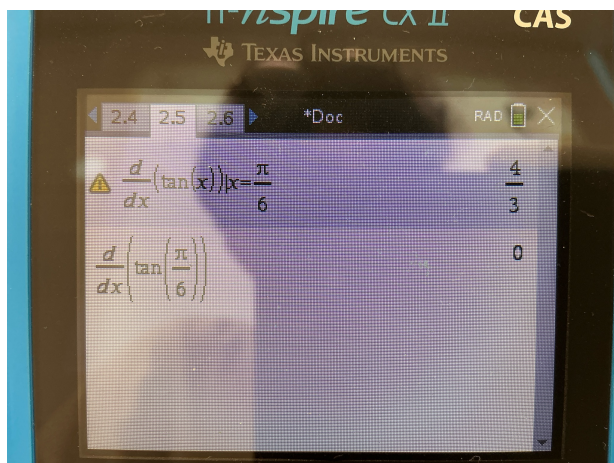 TI-nspire CX II CAS
TEXAS INSTRUMENTS
2.4 2.5 2.6 *Doc RAD
d/dx(tan(x))|x=π/6 4/3
d/dx(tan(π/6)) 0